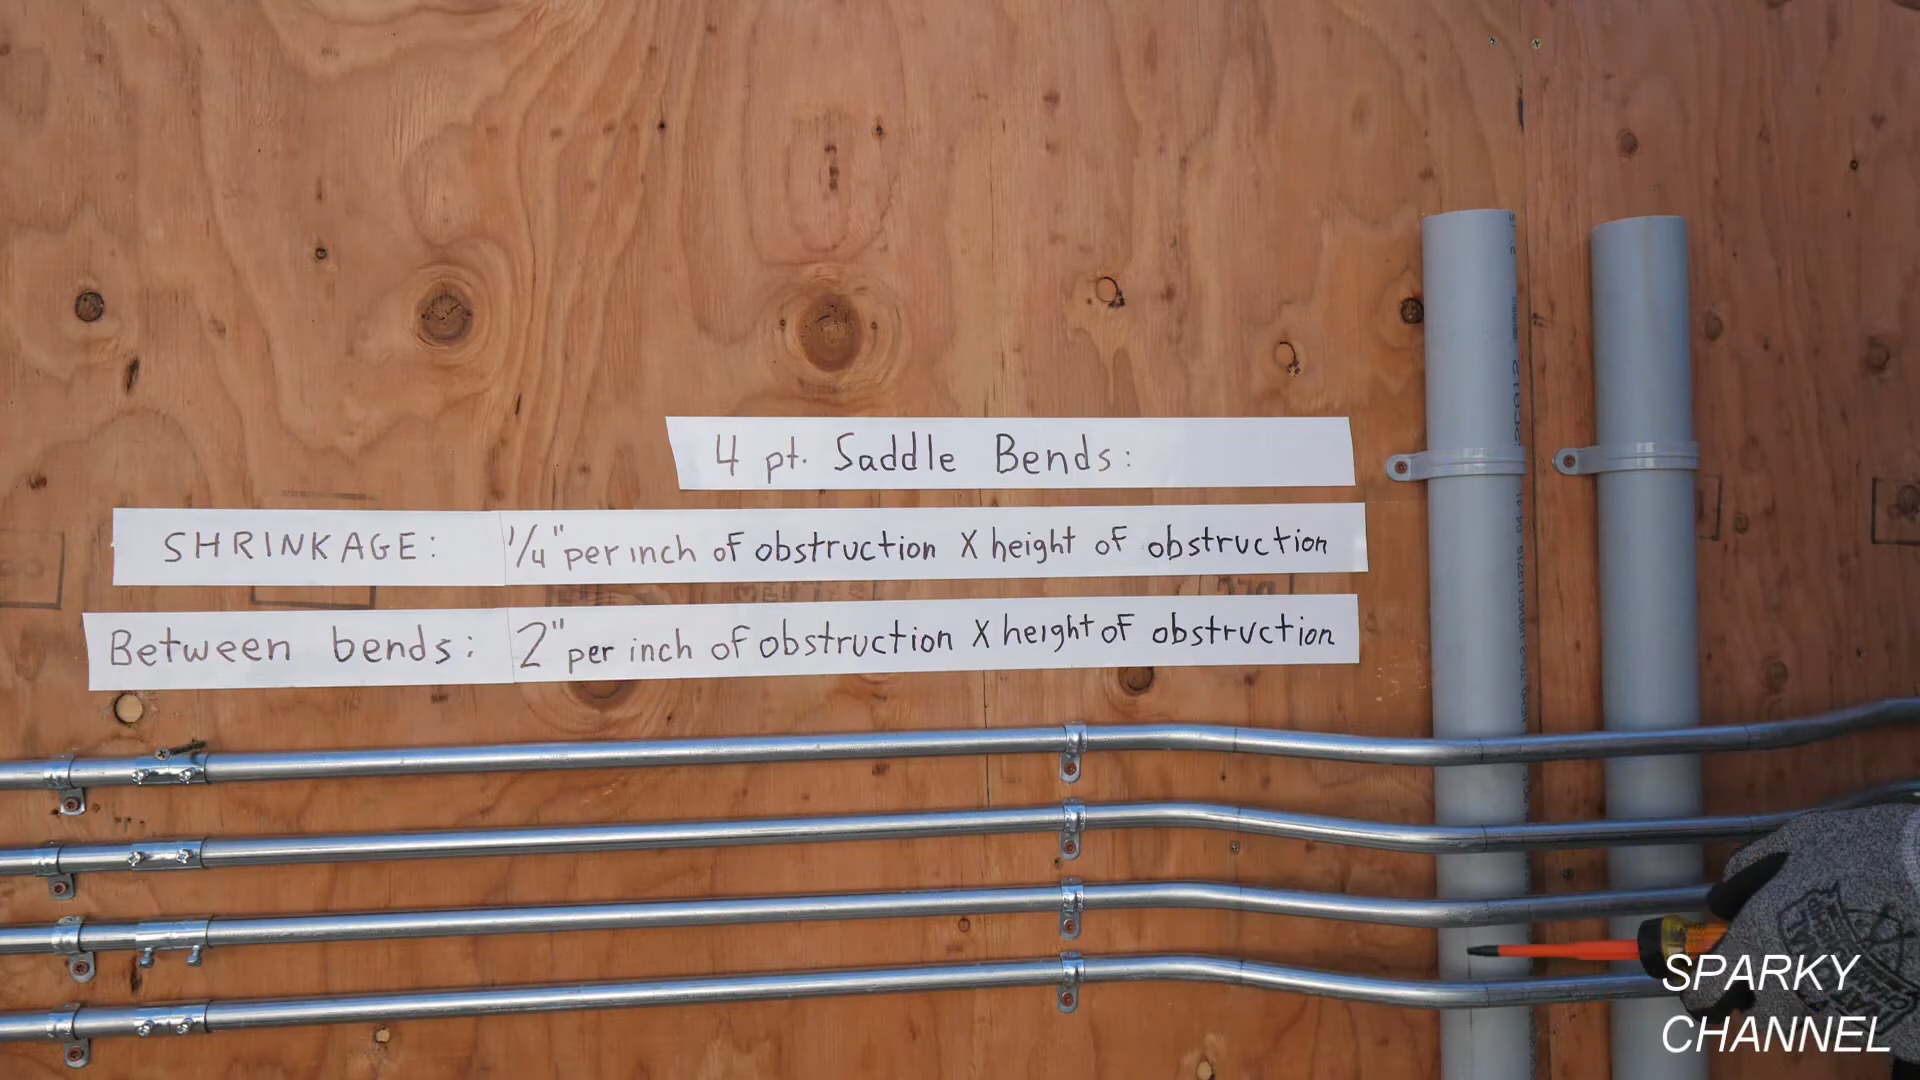 4 pt. Saddle Bends:
SHRINKAGE: 1/4" per inch of obstruction X height of obstruction
Between bends: 2" per inch of obstruction X height of obstruction
SPARKY
CHANNEL